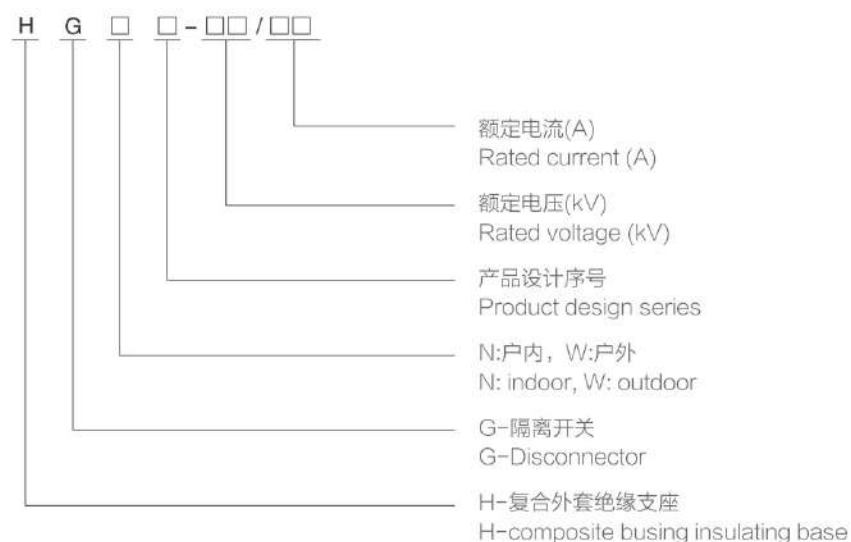 H G □ □-□□/□□
额定电流(A)
Rated current (A)
额定电压(kV)
Rated voltage (kV)
产品设计序号
Product design series
N:户内，W:户外
N: indoor, W: outdoor
G-隔离开关
G-Disconnector
H-复合外套绝缘支座
H-composite busing insulating base